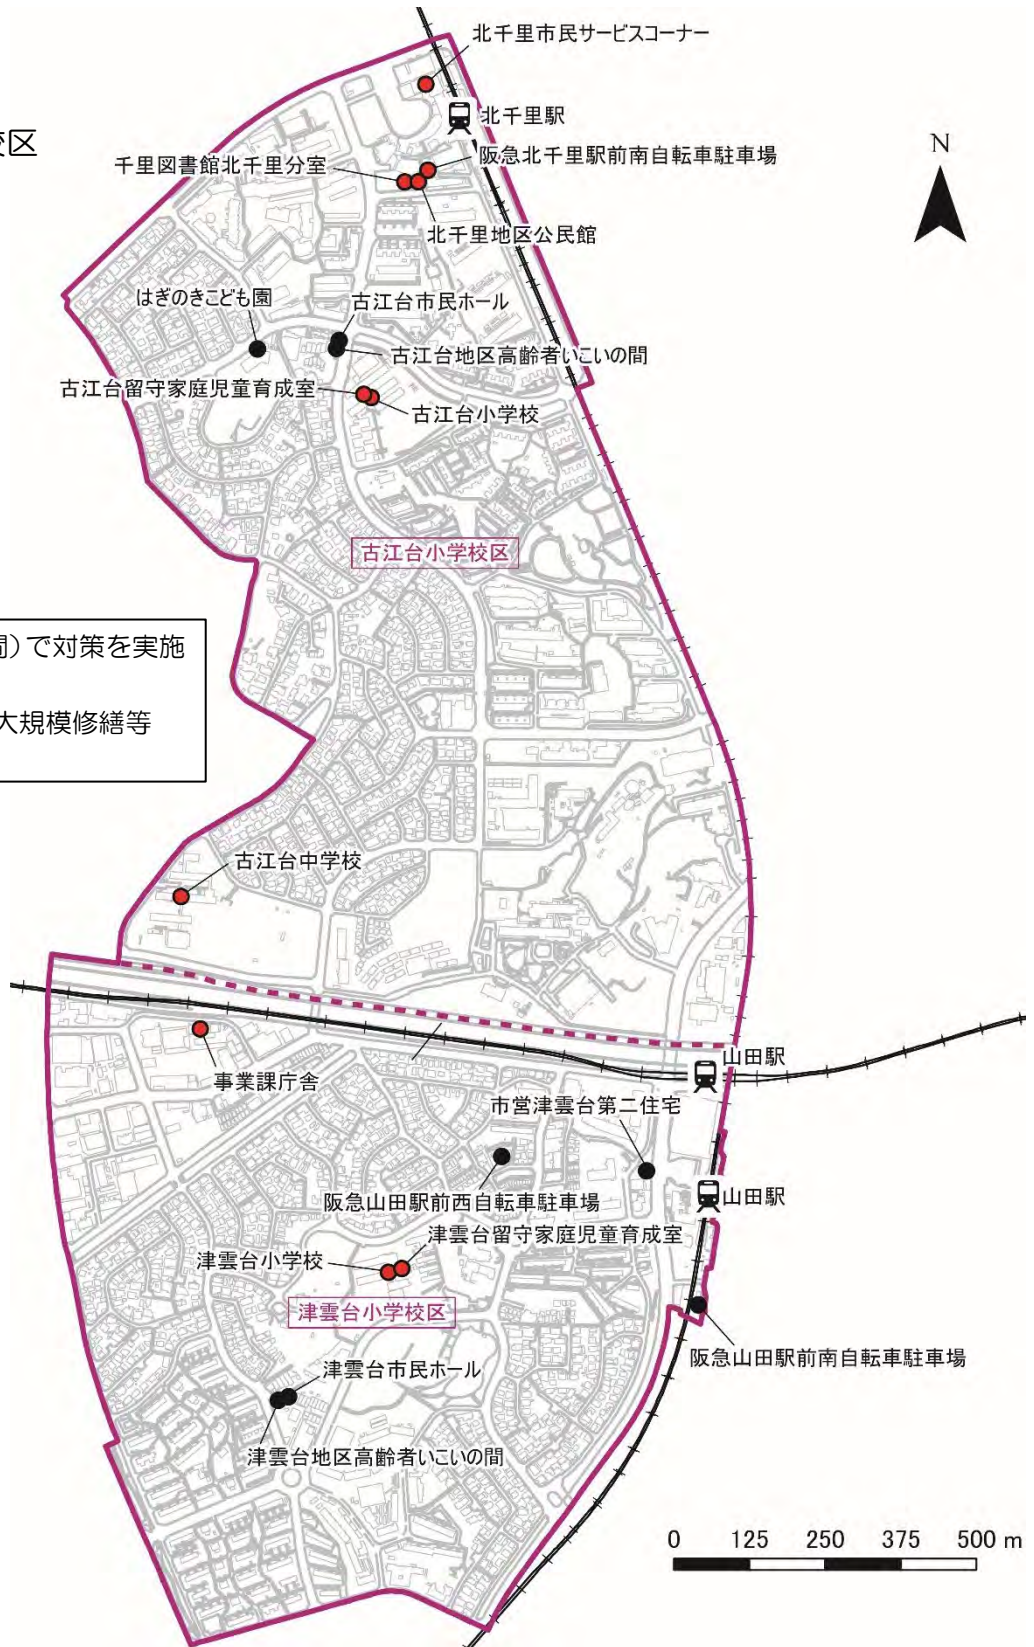 北千里市民サービスコーナー
北千里駅
校区
N
阪急北千里駅前南自転車駐車場
千里図書館北千里分室
北千里地区公民館
はぎのきこども園
古江台市民ホール
古江台地区高齢者いこいの間
古江台留守家庭児童育成室
古江台小学校
古江台小学校区
間)で対策を実施
大規模修繕等
古江台中学校
山田駅
事業課庁舎
市営津雲台第二住宅
山田駅
阪急山田駅前西自転車駐車場
津雲台留守家庭児童育成室
津雲台小学校
津雲台小学校区
阪急山田駅前南自転車駐車場
津雲台市民ホール
津雲台地区高齢者いこいの間
0 125 250 375 500 m